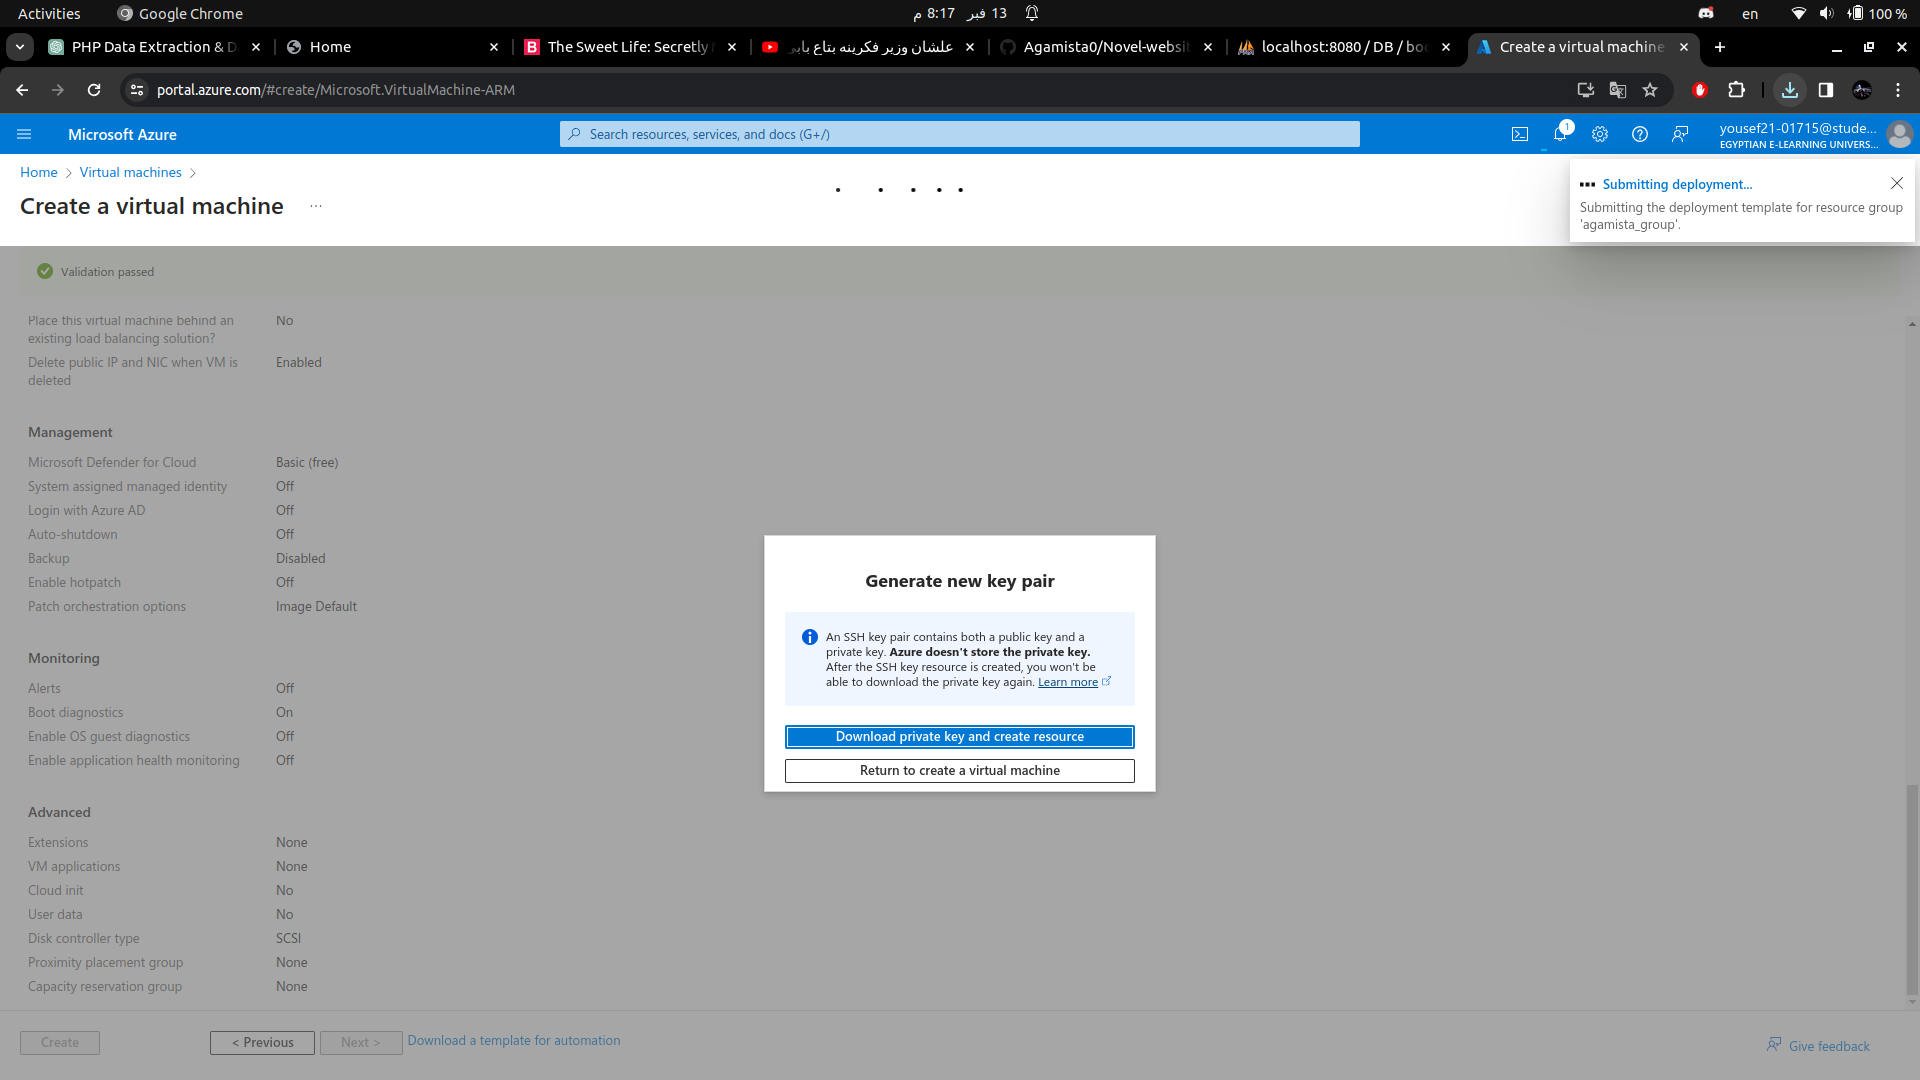 Activities
Google Chrome
13 فبر 8:17 م
en
100 %
PHP Data Extraction & D
Home
The Sweet Life: Secretly
علشان وزير فكرينه بتاع بابي
Agamista0/Novel-websit
localhost:8080 / DB / boo
Create a virtual machine
portal.azure.com/#create/Microsoft.VirtualMachine-ARM
Microsoft Azure
Search resources, services, and docs (G+/)
1
yousef21-01715@stude...
EGYPTIAN E-LEARNING UNIVERS...
Home
Virtual machines
Create a virtual machine
...
Submitting deployment...
Submitting the deployment template for resource group
'agamista_group'.
Validation passed
Place this virtual machine behind an
existing load balancing solution?
No
Delete public IP and NIC when VM is
deleted
Enabled
Management
Microsoft Defender for Cloud
Basic (free)
System assigned managed identity
Off
Login with Azure AD
Off
Auto-shutdown
Off
Backup
Disabled
Enable hotpatch
Off
Patch orchestration options
Image Default
Monitoring
Alerts
Off
Boot diagnostics
On
Enable OS guest diagnostics
Off
Enable application health monitoring
Off
Advanced
Extensions
None
VM applications
None
Cloud init
No
User data
No
Disk controller type
SCSI
Proximity placement group
None
Capacity reservation group
None
Generate new key pair
An SSH key pair contains both a public key and a
private key. Azure doesn't store the private key.
After the SSH key resource is created, you won't be
able to download the private key again. Learn more
Download private key and create resource
Return to create a virtual machine
Create
< Previous
Next >
Download a template for automation
Give feedback